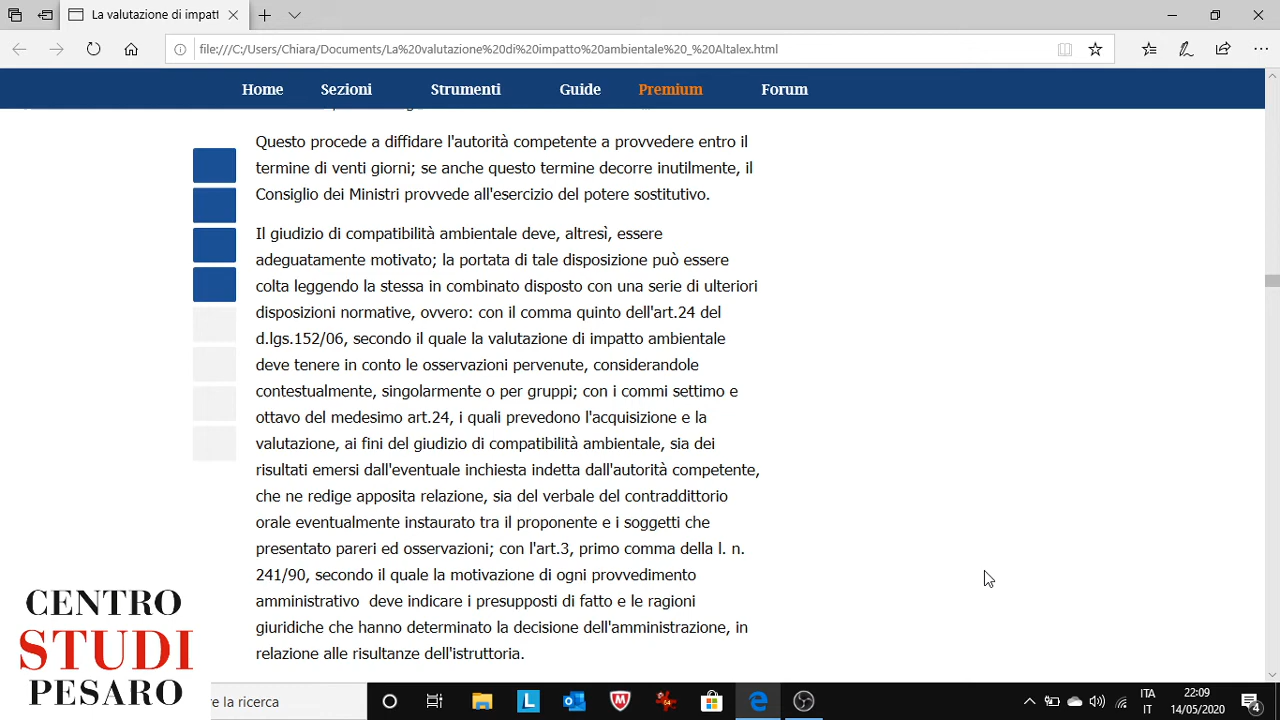 La valutazione di impatt
file:///C:/Users/Chiara/Documents/La%20valutazione%20di%20impatto%20ambientale%20_%20Altalex.html
Home Sezioni Strumenti Guide Premium Forum
Questo procede a diffidare l'autorità competente a provvedere entro il
termine di venti giorni; se anche questo termine decorre inutilmente, il
Consiglio dei Ministri provvede all'esercizio del potere sostitutivo.
Il giudizio di compatibilità ambientale deve, altresì, essere
adeguatamente motivato; la portata di tale disposizione può essere
colta leggendo la stessa in combinato disposto con una serie di ulteriori
disposizioni normative, ovvero: con il comma quinto dell'art.24 del
d.lgs.152/06, secondo il quale la valutazione di impatto ambientale
deve tenere in conto le osservazioni pervenute, considerandole
contestualmente, singolarmente o per gruppi; con i commi settimo e
ottavo del medesimo art.24, i quali prevedono l'acquisizione e la
valutazione, ai fini del giudizio di compatibilità ambientale, sia dei
risultati emersi dall'eventuale inchiesta indetta dall'autorità competente,
che ne redige apposita relazione, sia del verbale del contraddittorio
orale eventualmente instaurato tra il proponente e i soggetti che
presentato pareri ed osservazioni; con l'art.3, primo comma della l. n.
241/90, secondo il quale la motivazione di ogni provvedimento
amministrativo deve indicare i presupposti di fatto e le ragioni
giuridiche che hanno determinato la decisione dell'amministrazione, in
relazione alle risultanze dell'istruttoria.
CENTRO
STUDI
PESARO
re la ricerca
L
64
ITA
IT
22:09
14/05/2020
4